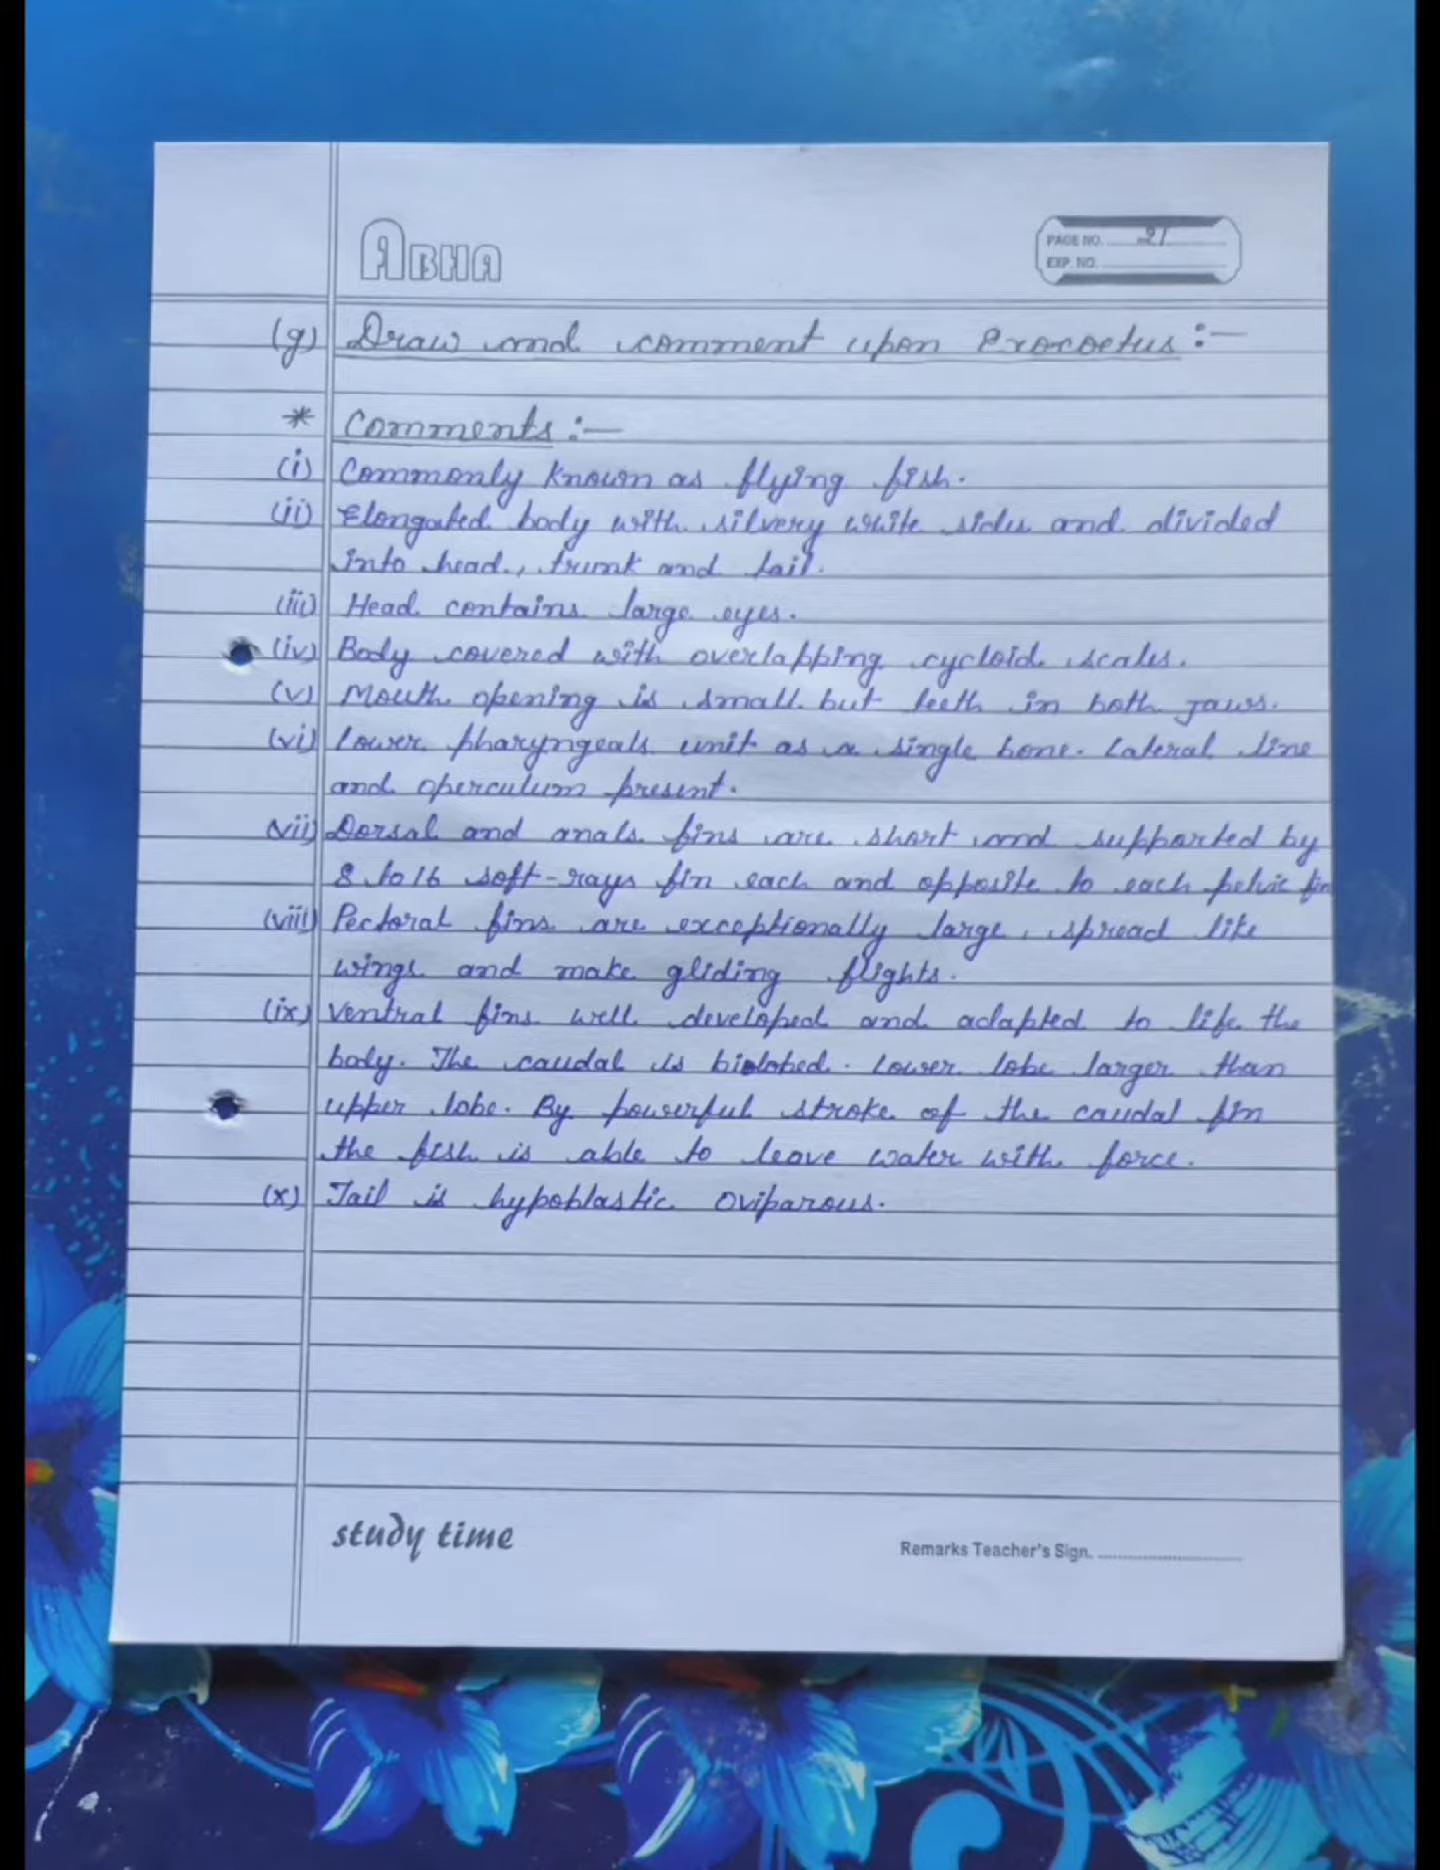 ABHA
PAGE NO. 21
EXP. NO.
(g) Draw and comment upon Exocoetus :-
* Comments :-
(i) Commonly known as flying fish.
(ii) Elongated body with silvery white sides and divided
into head, trunk and tail.
(iii) Head contains large eyes.
(iv) Body covered with overlapping cycloid scales.
(v) Mouth opening is small but teeth in both jaws.
(vi) Lower pharyngeals unit as a single bone. Lateral line
and operculum present.
(vii) Dorsal and anals fins are short and supported by
8 to 16 soft-rays fin each and opposite to each pelvic fin
(viii) Pectoral fins are exceptionally large, spread like
wings and make gliding flights.
(ix) Ventral fins well developed and adapted to life the
body. The caudal is bilobed. Lower lobe larger than
upper lobe. By powerful stroke of the caudal fin
the fish is able to leave water with force.
(x) Tail is hypoblastic oviparous.
study time
Remarks Teacher's Sign.